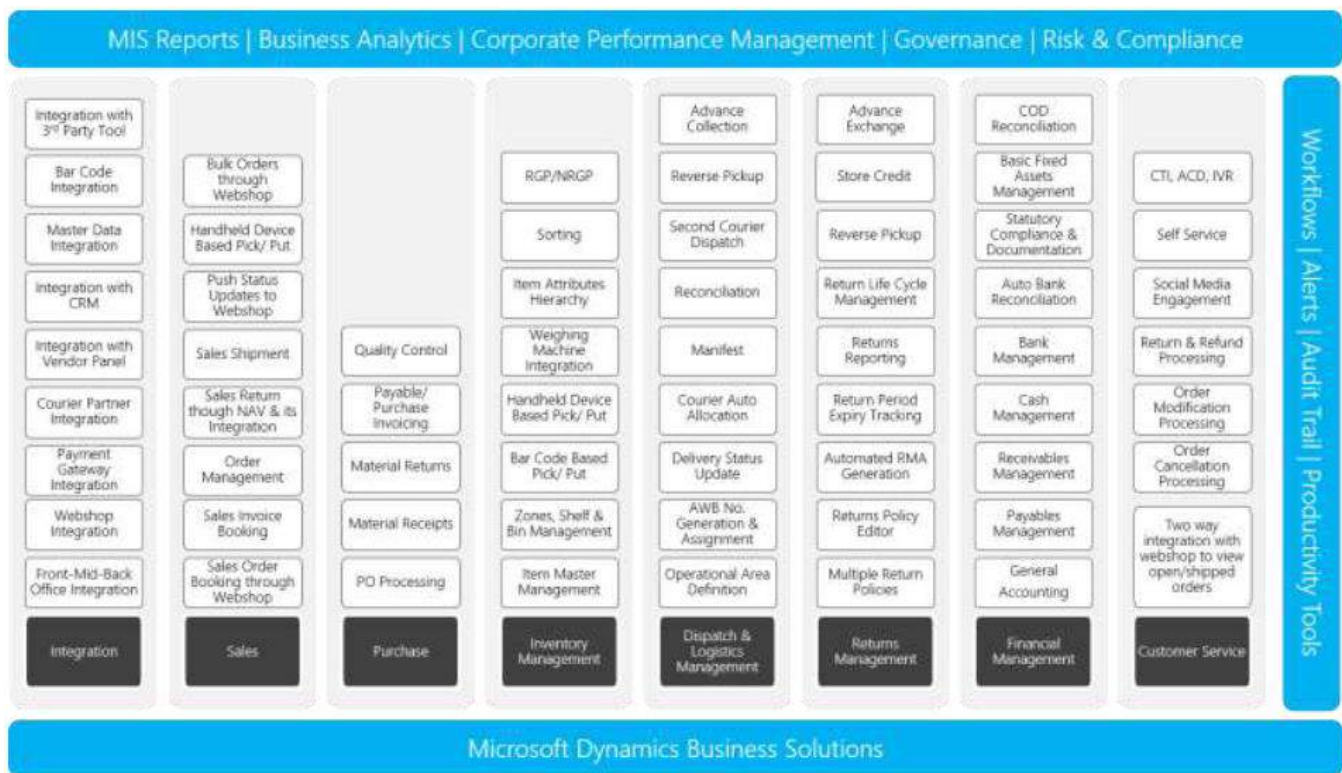 MIS Reports | Business Analytics | Corporate Performance Management | Governance | Risk & Compliance
Integration with
3rd Party Tool
Bar Code
Integration
Master Data
Integration
Integration with
CRM
Integration with
Vendor Panel
Courier Partner
Integration
Payment
Gateway
Integration
Webshop
Integration
Front-Mid-Back
Office Integration
Integration
Bulk Orders
through
Webshop
Handheld Device
Based Pick/ Put
Push Status
Updates to
Webshop
Sales Shipment
Sales Return
though NAV & its
Integration
Order
Management
Sales Invoice
Booking
Sales Order
Booking through
Webshop
Sales
Quality Control
Payable/
Purchase
Invoicing
Material Returns
Material Receipts
PO Processing
Purchase
RGP/NRGP
Sorting
Item Attributes
Hierarchy
Weighing
Machine
Integration
Handheld Device
Based Pick/ Put
Bar Code Based
Pick/ Put
Zones, Shelf &
Bin Management
Item Master
Management
Inventory
Management
Advance
Collection
Reverse Pickup
Second Courier
Dispatch
Reconciliation
Manifest
Courier Auto
Allocation
Delivery Status
Update
AWB No.
Generation &
Assignment
Operational Area
Definition
Dispatch &
Logistics
Management
Advance
Exchange
Store Credit
Reverse Pickup
Return Life Cycle
Management
Returns
Reporting
Return Period
Expiry Tracking
Automated RMA
Generation
Returns Policy
Editor
Multiple Return
Policies
Returns
Management
COD
Reconciliation
Basic Fixed
Assets
Management
Statutory
Compliance &
Documentation
Auto Bank
Reconciliation
Bank
Management
Cash
Management
Receivables
Management
Payables
Management
General
Accounting
Financial
Management
CTI, ACD, IVR
Self Service
Social Media
Engagement
Return & Refund
Processing
Order
Modification
Processing
Order
Cancellation
Processing
Two way
integration with
webshop to view
open/shipped
orders
Customer Service
Workflows | Alerts | Audit Trail | Productivity Tools
Microsoft Dynamics Business Solutions